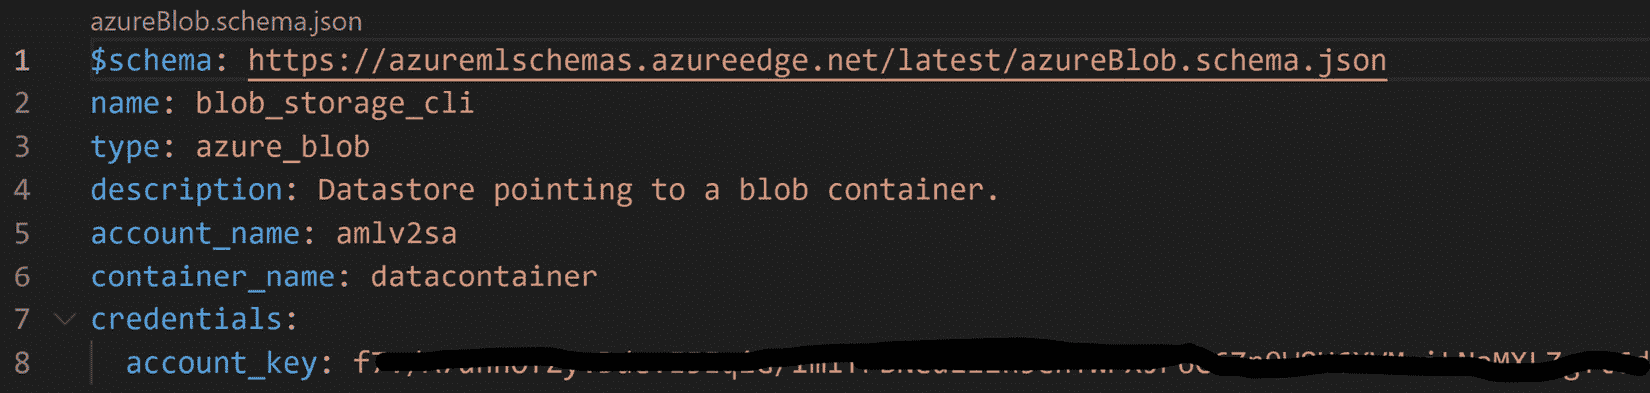 azureBlob.schema.json
1 $schema: https://azuremlschemas.azureedge.net/latest/azureBlob.schema.json
2 name: blob_storage_cli
3 type: azure_blob
4 description: Datastore pointing to a blob container.
5 account_name: amlv2sa
6 container_name: datacontainer
7 credentials:
8 account_key: